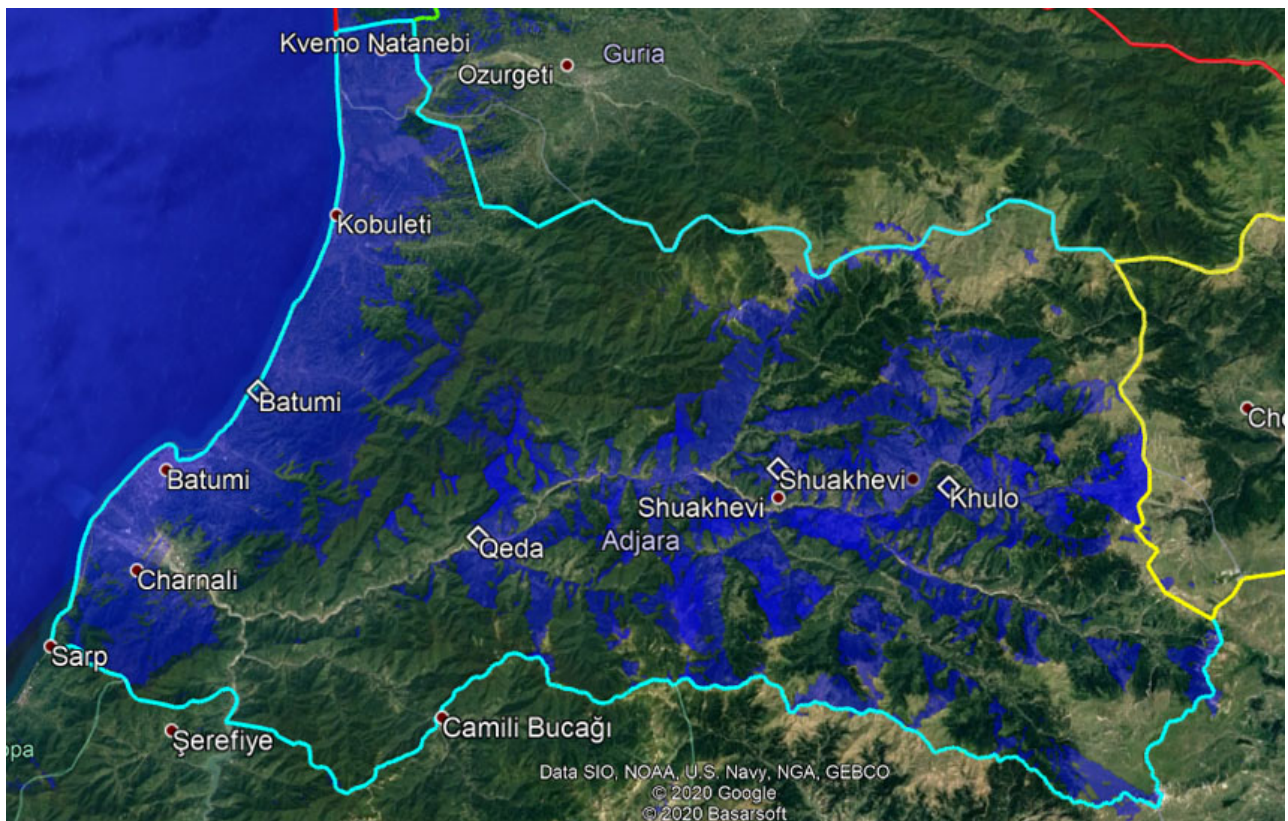 Kvemo Natanebi
Guria
Ozurgeti
Kobuleti
Batumi
Batumi
Shuakhevi
Shuakhevi
Khulo
Qeda
Adjara
Charnali
Sarp
Camili Bucağı
Şerefiye
Data SIO, NOAA, U.S. Navy, NGA, GEBCO
© 2020 Google
© 2020 Basarsoft